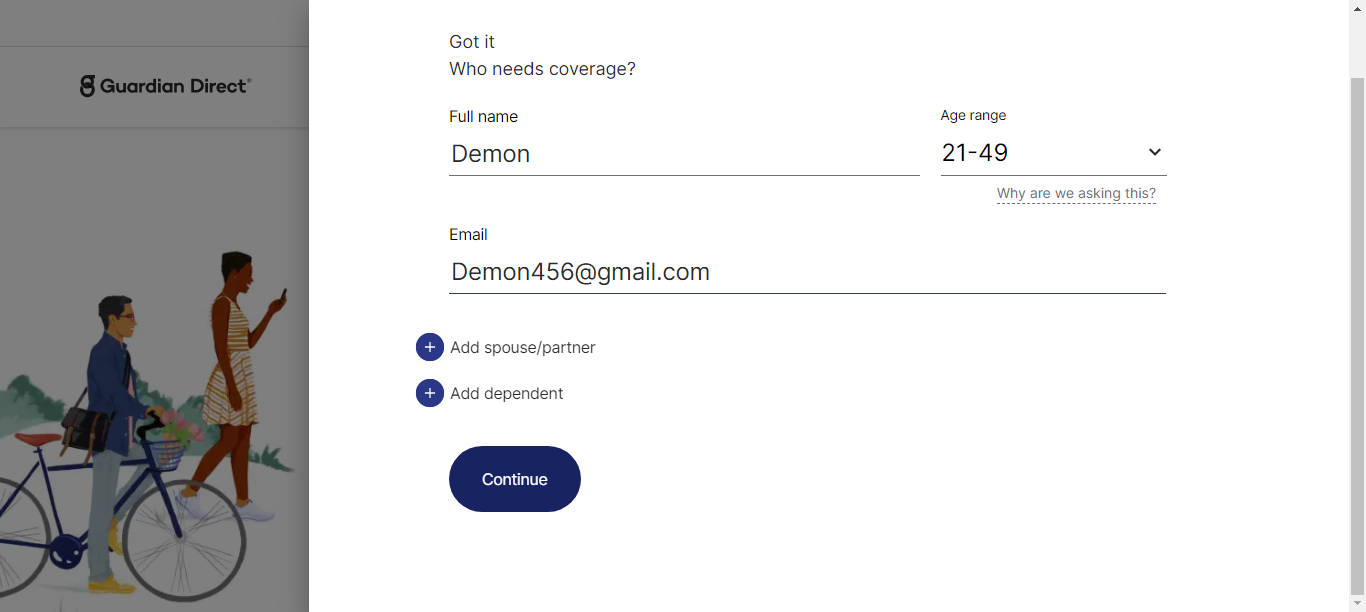 Guardian Direct®
Got it
Who needs coverage?
Full name
Age range
Demon
21-49
Why are we asking this?
Email
Demon456@gmail.com
Add spouse/partner
Add dependent
Continue